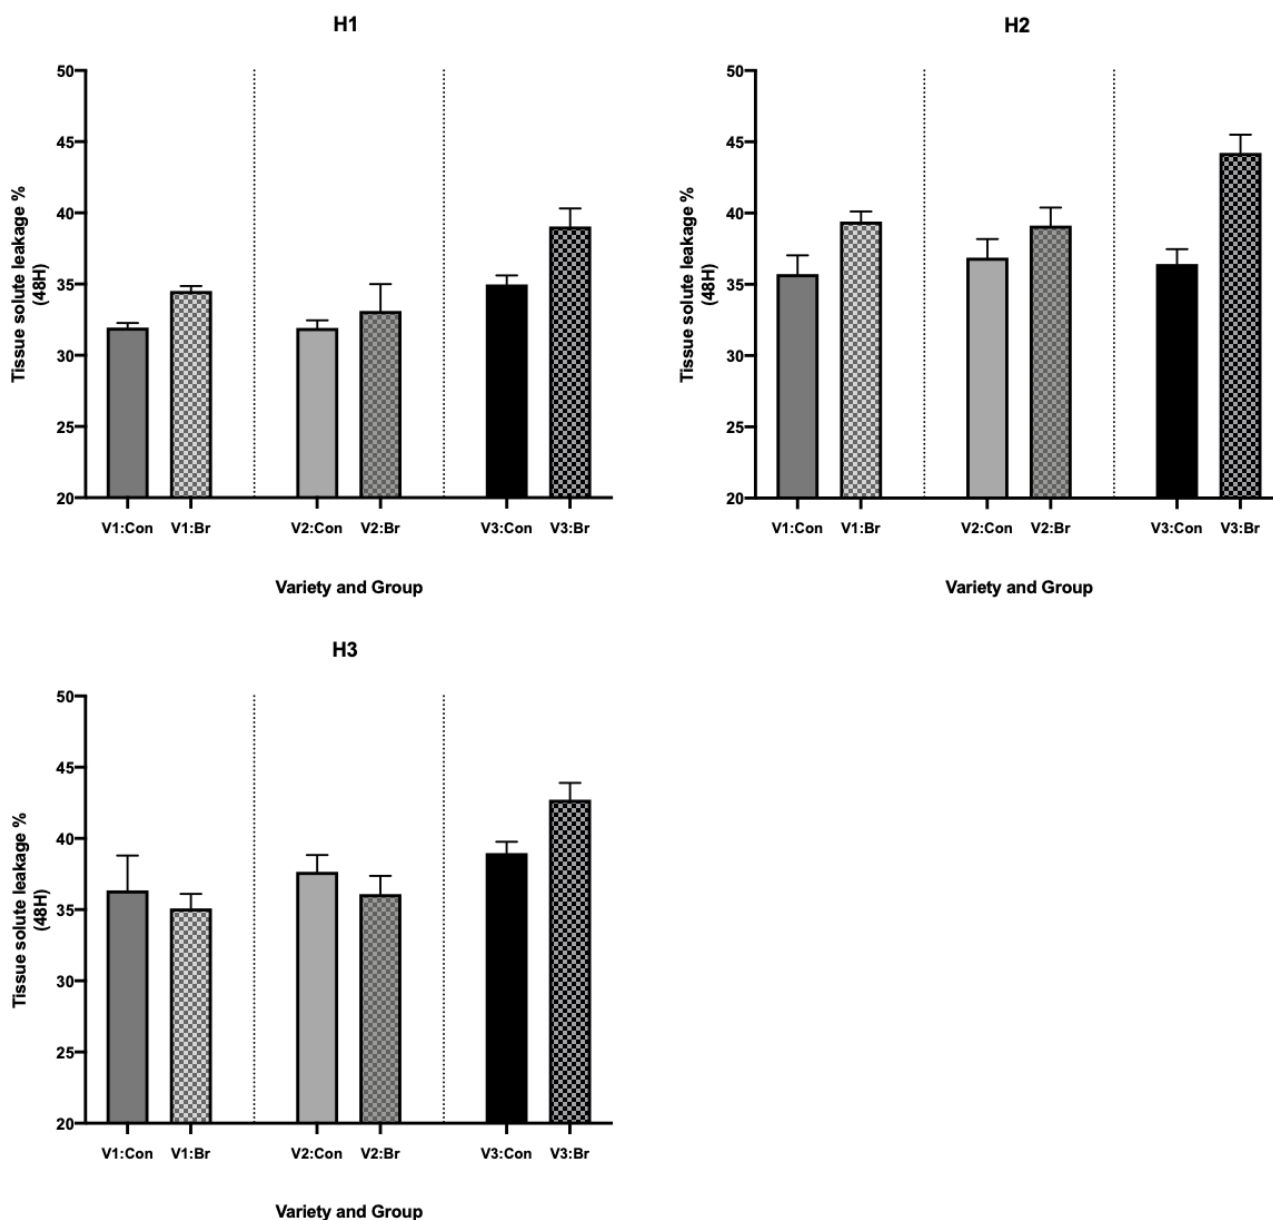 H1
50
45
40
35
30
25
20
Tissue solute leakage %
(48H)
V1:Con V1:Br V2:Con V2:Br V3:Con V3:Br
Variety and Group
H2
50
45
40
35
30
25
20
Tissue solute leakage %
(48H)
V1:Con V1:Br V2:Con V2:Br V3:Con V3:Br
Variety and Group
H3
50
45
40
35
30
25
20
Tissue solute leakage %
(48H)
V1:Con V1:Br V2:Con V2:Br V3:Con V3:Br
Variety and Group